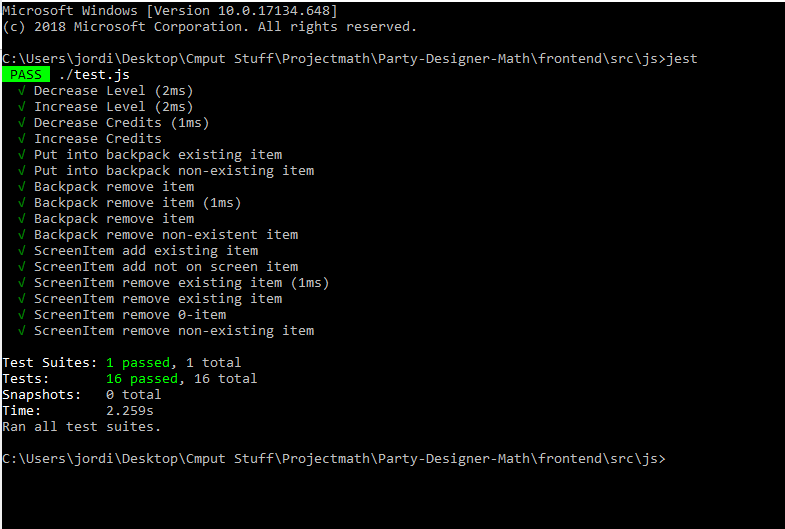 Microsoft Windows [Version 10.0.17134.648]
(c) 2018 Microsoft Corporation. All rights reserved.
C:\Users\jordi\Desktop\Cmput Stuff\Projectmath\Party-Designer-Math\frontend\src\js>jest
PASS ./test.js
√ Decrease Level (2ms)
√ Increase Level (2ms)
√ Decrease Credits (1ms)
√ Increase Credits
√ Put into backpack existing item
√ Put into backpack non-existing item
√ Backpack remove item
√ Backpack remove item (1ms)
√ Backpack remove item
√ Backpack remove non-existent item
√ ScreenItem add existing item
√ ScreenItem add not on screen item
√ ScreenItem remove existing item (1ms)
√ ScreenItem remove existing item
√ ScreenItem remove 0-item
√ ScreenItem remove non-existing item
Test Suites: 1 passed, 1 total
Tests: 16 passed, 16 total
Snapshots: 0 total
Time: 2.259s
Ran all test suites.
C:\Users\jordi\Desktop\Cmput Stuff\Projectmath\Party-Designer-Math\frontend\src\js>